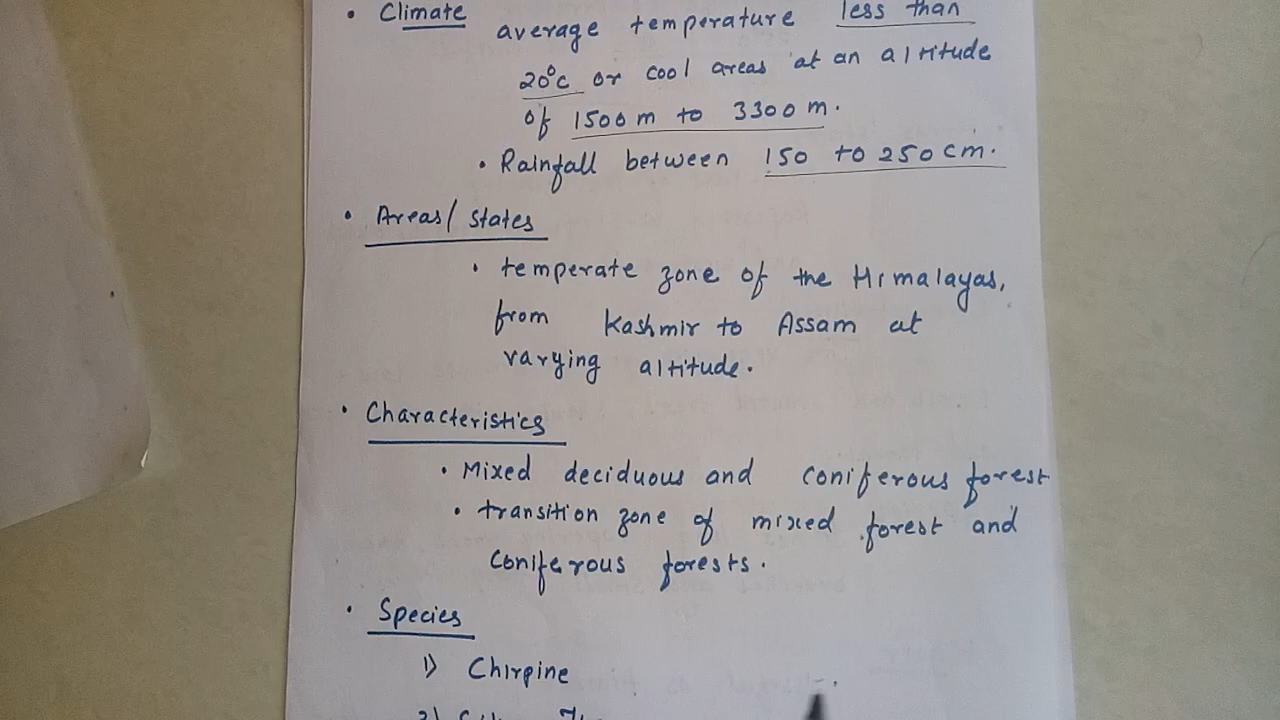 • Climate average temperature less than
20°c or cool areas at an altitude
of 1500 m to 3300 m.
• Rainfall between 150 to 250 cm.
• Areas/ states
• temperate zone of the Himalayas,
from Kashmir to Assam at
varying altitude.
• Characteristics
• Mixed deciduous and coniferous forest
• transition zone of mixed forest and
coniferous forests.
• Species
1) Chirpine
2)